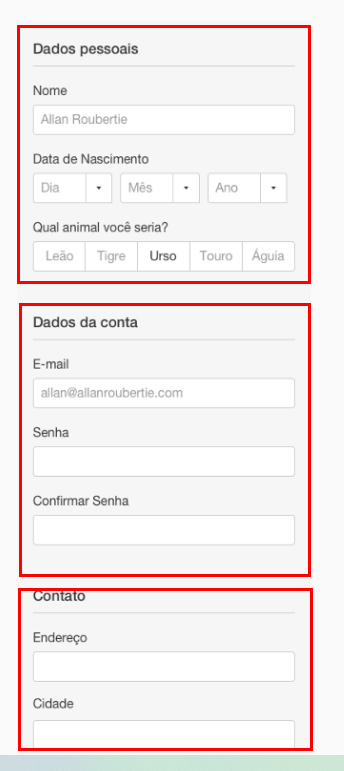 Dados pessoais
Nome
Allan Roubertie
Data de Nascimento
Dia Mês Ano
Qual animal você seria?
Leão Tigre Urso Touro Águia
Dados da conta
E-mail
allan@allanroubertie.com
Senha
Confirmar Senha
Contato
Endereço
Cidade